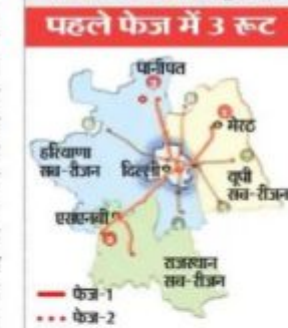 पहले फेज में 3 रूट
पानीपत
मेरठ
हरियाणा
सब-रीजन
दिल्ली
यूपी
सब-रीजन
एसएनबी
राजस्थान
सब-रीजन
फेज-1
फेज-2